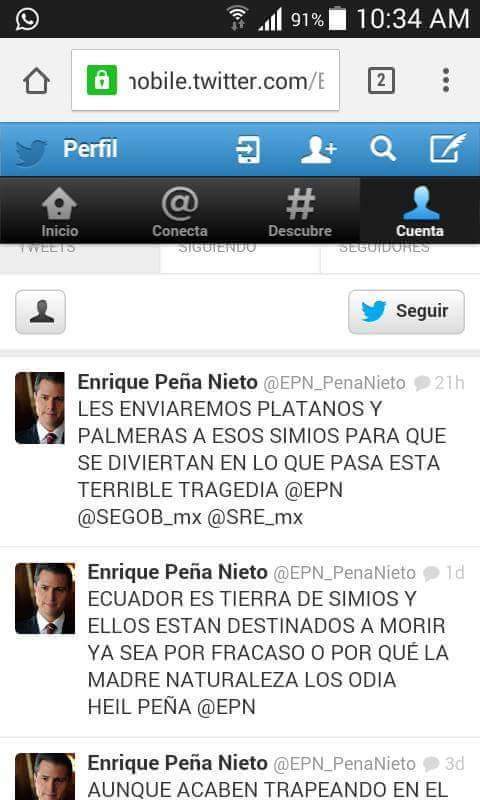 91% 10:34 AM
mobile.twitter.com/E 2
Perfil
Inicio Conecta Descubre Cuenta
TWEETS SIGUIENDO SEGUIDORES
Seguir
Enrique Peña Nieto @EPN_PenaNieto 21h
LES ENVIAREMOS PLATANOS Y
PALMERAS A ESOS SIMIOS PARA QUE
SE DIVIERTAN EN LO QUE PASA ESTA
TERRIBLE TRAGEDIA @EPN
@SEGOB_mx @SRE_mx
Enrique Peña Nieto @EPN_PenaNieto 1d
ECUADOR ES TIERRA DE SIMIOS Y
ELLOS ESTAN DESTINADOS A MORIR
YA SEA POR FRACASO O POR QUÉ LA
MADRE NATURALEZA LOS ODIA
HEIL PEÑA @EPN
Enrique Peña Nieto @EPN_PenaNieto 3d
AUNQUE ACABEN TRAPEANDO EN EL